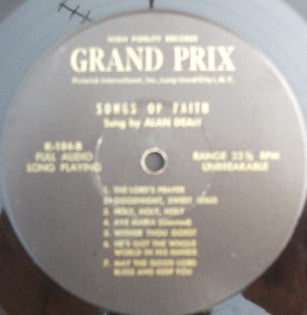 HIGH FIDELITY RECORDS
GRAND PRIX
Pickwick International, Inc., Long Island City 1, N.Y.
SONGS OF FAITH
Sung by ALAN DEAN
K-184-B
FULL AUDIO
LONG PLAYING
RANGE 33⅓ RPM
UNBREAKABLE
1. THE LORD'S PRAYER
2. GOODNIGHT, SWEET JESUS
3. HOLY, HOLY, HOLY
4. AVE MARIA (Gounod)
5. WITHER THOU GOEST
6. HE'S GOT THE WHOLE
WORLD IN HIS HANDS
7. MAY THE GOOD LORD
BLESS AND KEEP YOU